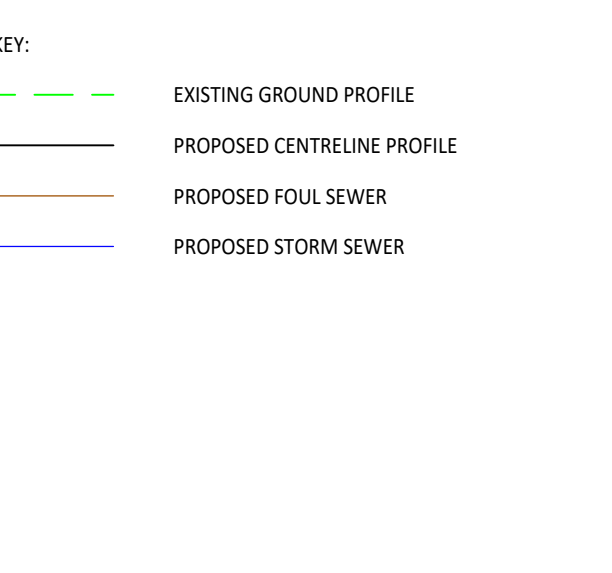 KEY:
EXISTING GROUND PROFILE
PROPOSED CENTRELINE PROFILE
PROPOSED FOUL SEWER
PROPOSED STORM SEWER